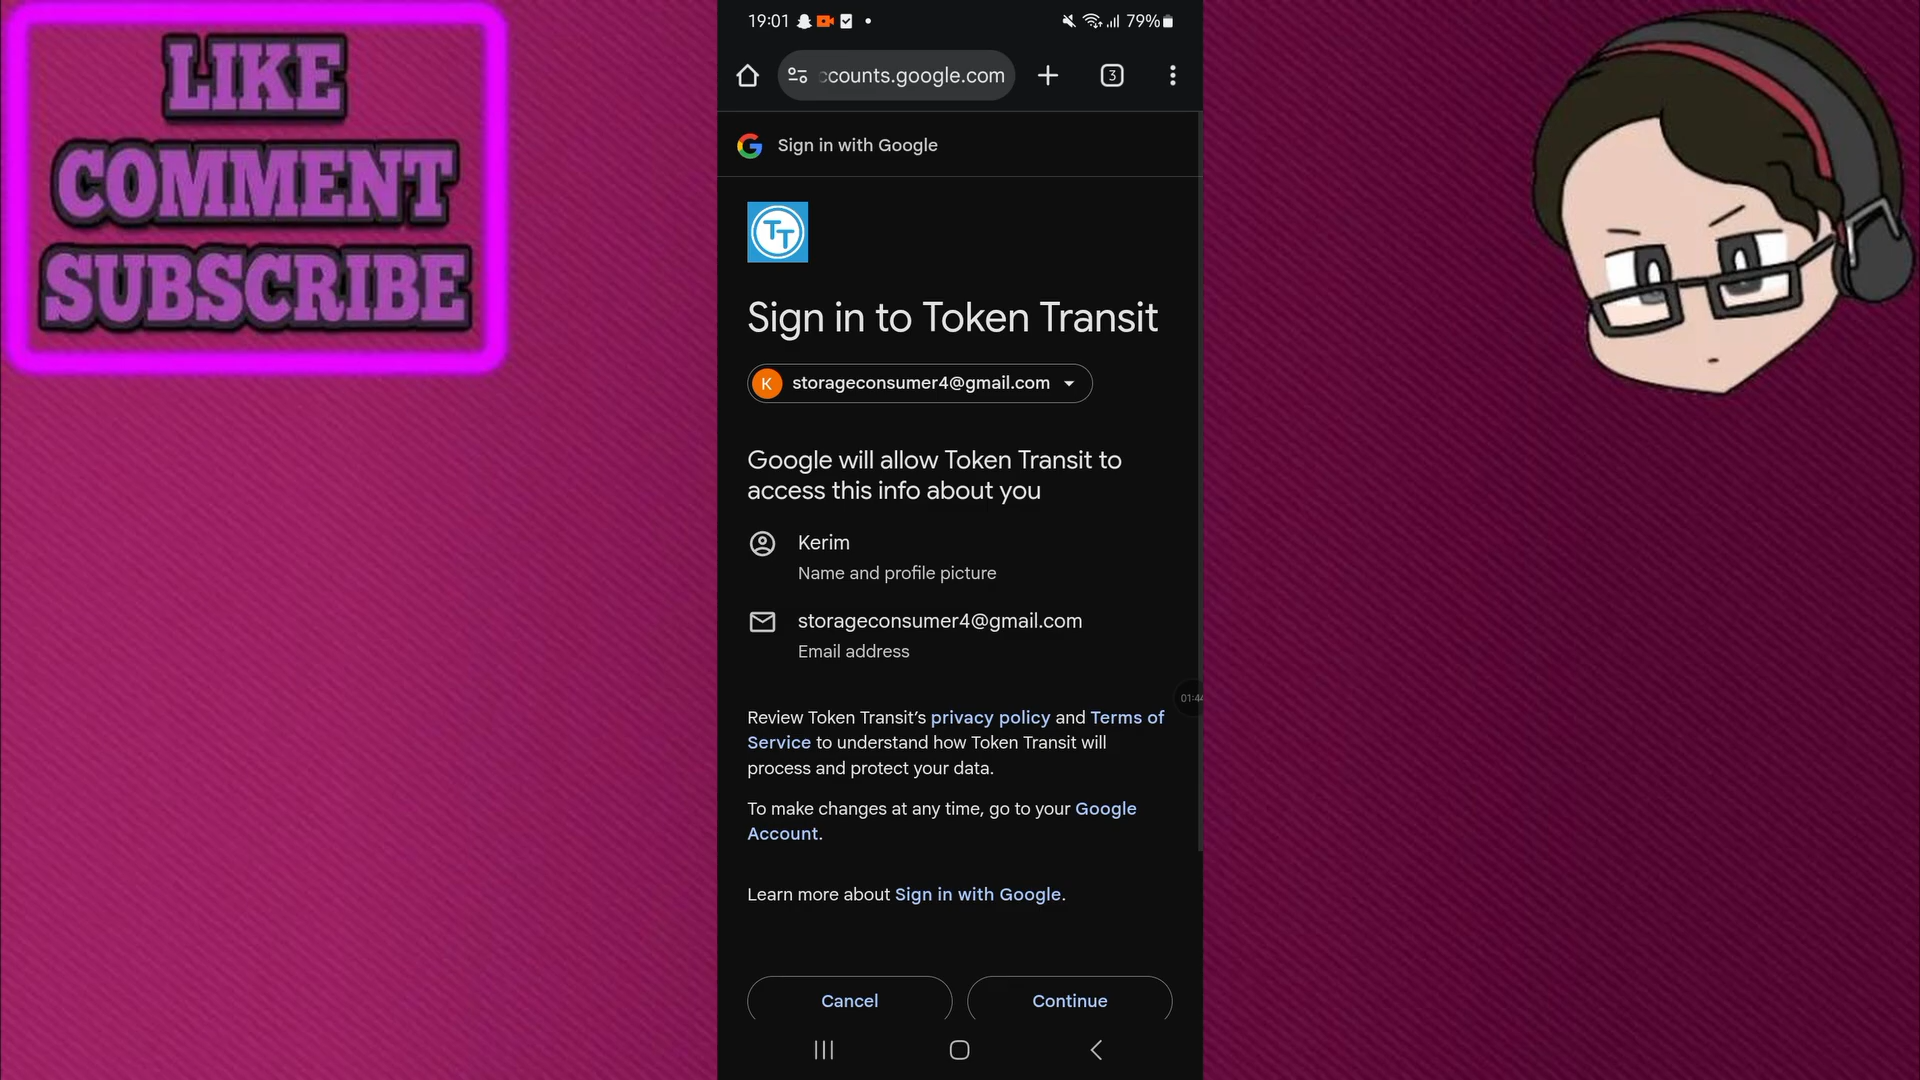 LIKE
COMMENT
SUBSCRIBE
19:01
79%
ccounts.google.com
3
Sign in with Google
TT
Sign in to Token Transit
K storageconsumer4@gmail.com
Google will allow Token Transit to
access this info about you
Kerim
Name and profile picture
storageconsumer4@gmail.com
Email address
01:44
Review Token Transit’s privacy policy and Terms of
Service to understand how Token Transit will
process and protect your data.
To make changes at any time, go to your Google
Account.
Learn more about Sign in with Google.
Cancel
Continue